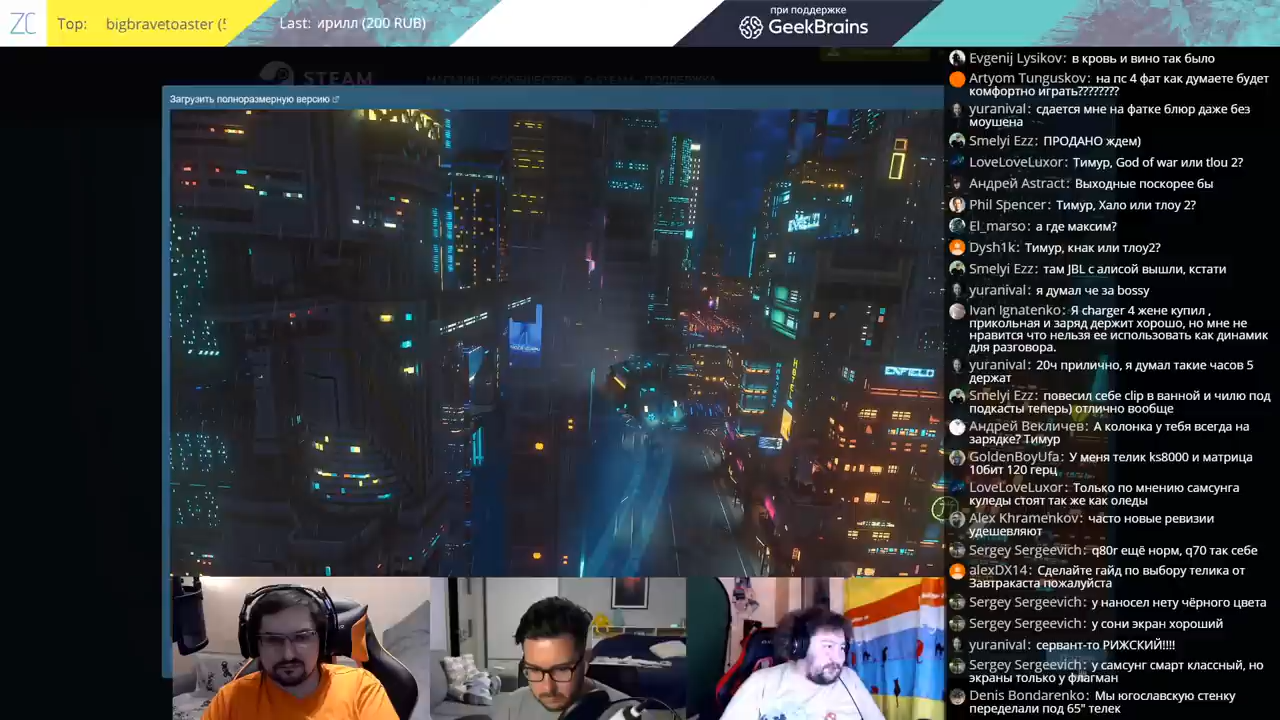 ZC Top: bigbravetoaster (5
Last: ирилл (200 RUB)
при поддержке
GeekBrains
STEAM
МАГАЗИН СООБЩЕСТВО О STEAM ПОДДЕРЖКА
Загрузить полноразмерную версию
ENFIELD
HOTEL
Evgenij Lysikov: в кровь и вино так было
Artyom Tunguskov: на пс 4 фат как думаете будет
комфортно играть????????
yuranival: сдается мне на фатке блюр даже без
моушена
Smelyi Ezz: ПРОДАНО ждем)
LoveLoveLuxor: Тимур, God of war или tlou 2?
Андрей Astract: Выходные поскорее бы
Phil Spencer: Тимур, Хало или тлоу 2?
El_marso: а где максим?
Dysh1k: Тимур, кнак или тлоу2?
Smelyi Ezz: там JBL с алисой вышли, кстати
yuranival: я думал че за bossy
Ivan Ignatenko: Я charger 4 жене купил ,
прикольная и заряд держит хорошо, но мне не
нравится что нельзя ее использовать как динамик
для разговора.
yuranival: 20ч прилично, я думал такие часов 5
держат
Smelyi Ezz: повесил себе clip в ванной и чилю под
подкасты теперь) отлично вообще
Андрей Векличев: А колонка у тебя всегда на
зарядке? Тимур
GoldenBoyUfa: У меня телик ks8000 и матрица
10бит 120 герц
LoveLoveLuxor: Только по мнению самсунга
куледы стоят так же как оледы
Alex Khramenkov: часто новые ревизии
удешевляют
Sergey Sergeevich: q80r ещё норм, q70 так себе
alexDX14: Сделайте гайд по выбору телика от
Завтракаста пожалуйста
Sergey Sergeevich: у наносел нету чёрного цвета
Sergey Sergeevich: у сони экран хороший
yuranival: сервант-то РИЖСКИЙ!!!!
Sergey Sergeevich: у самсунг смарт классный, но
экраны только у флагман
Denis Bondarenko: Мы югославскую стенку
переделали под 65" телек